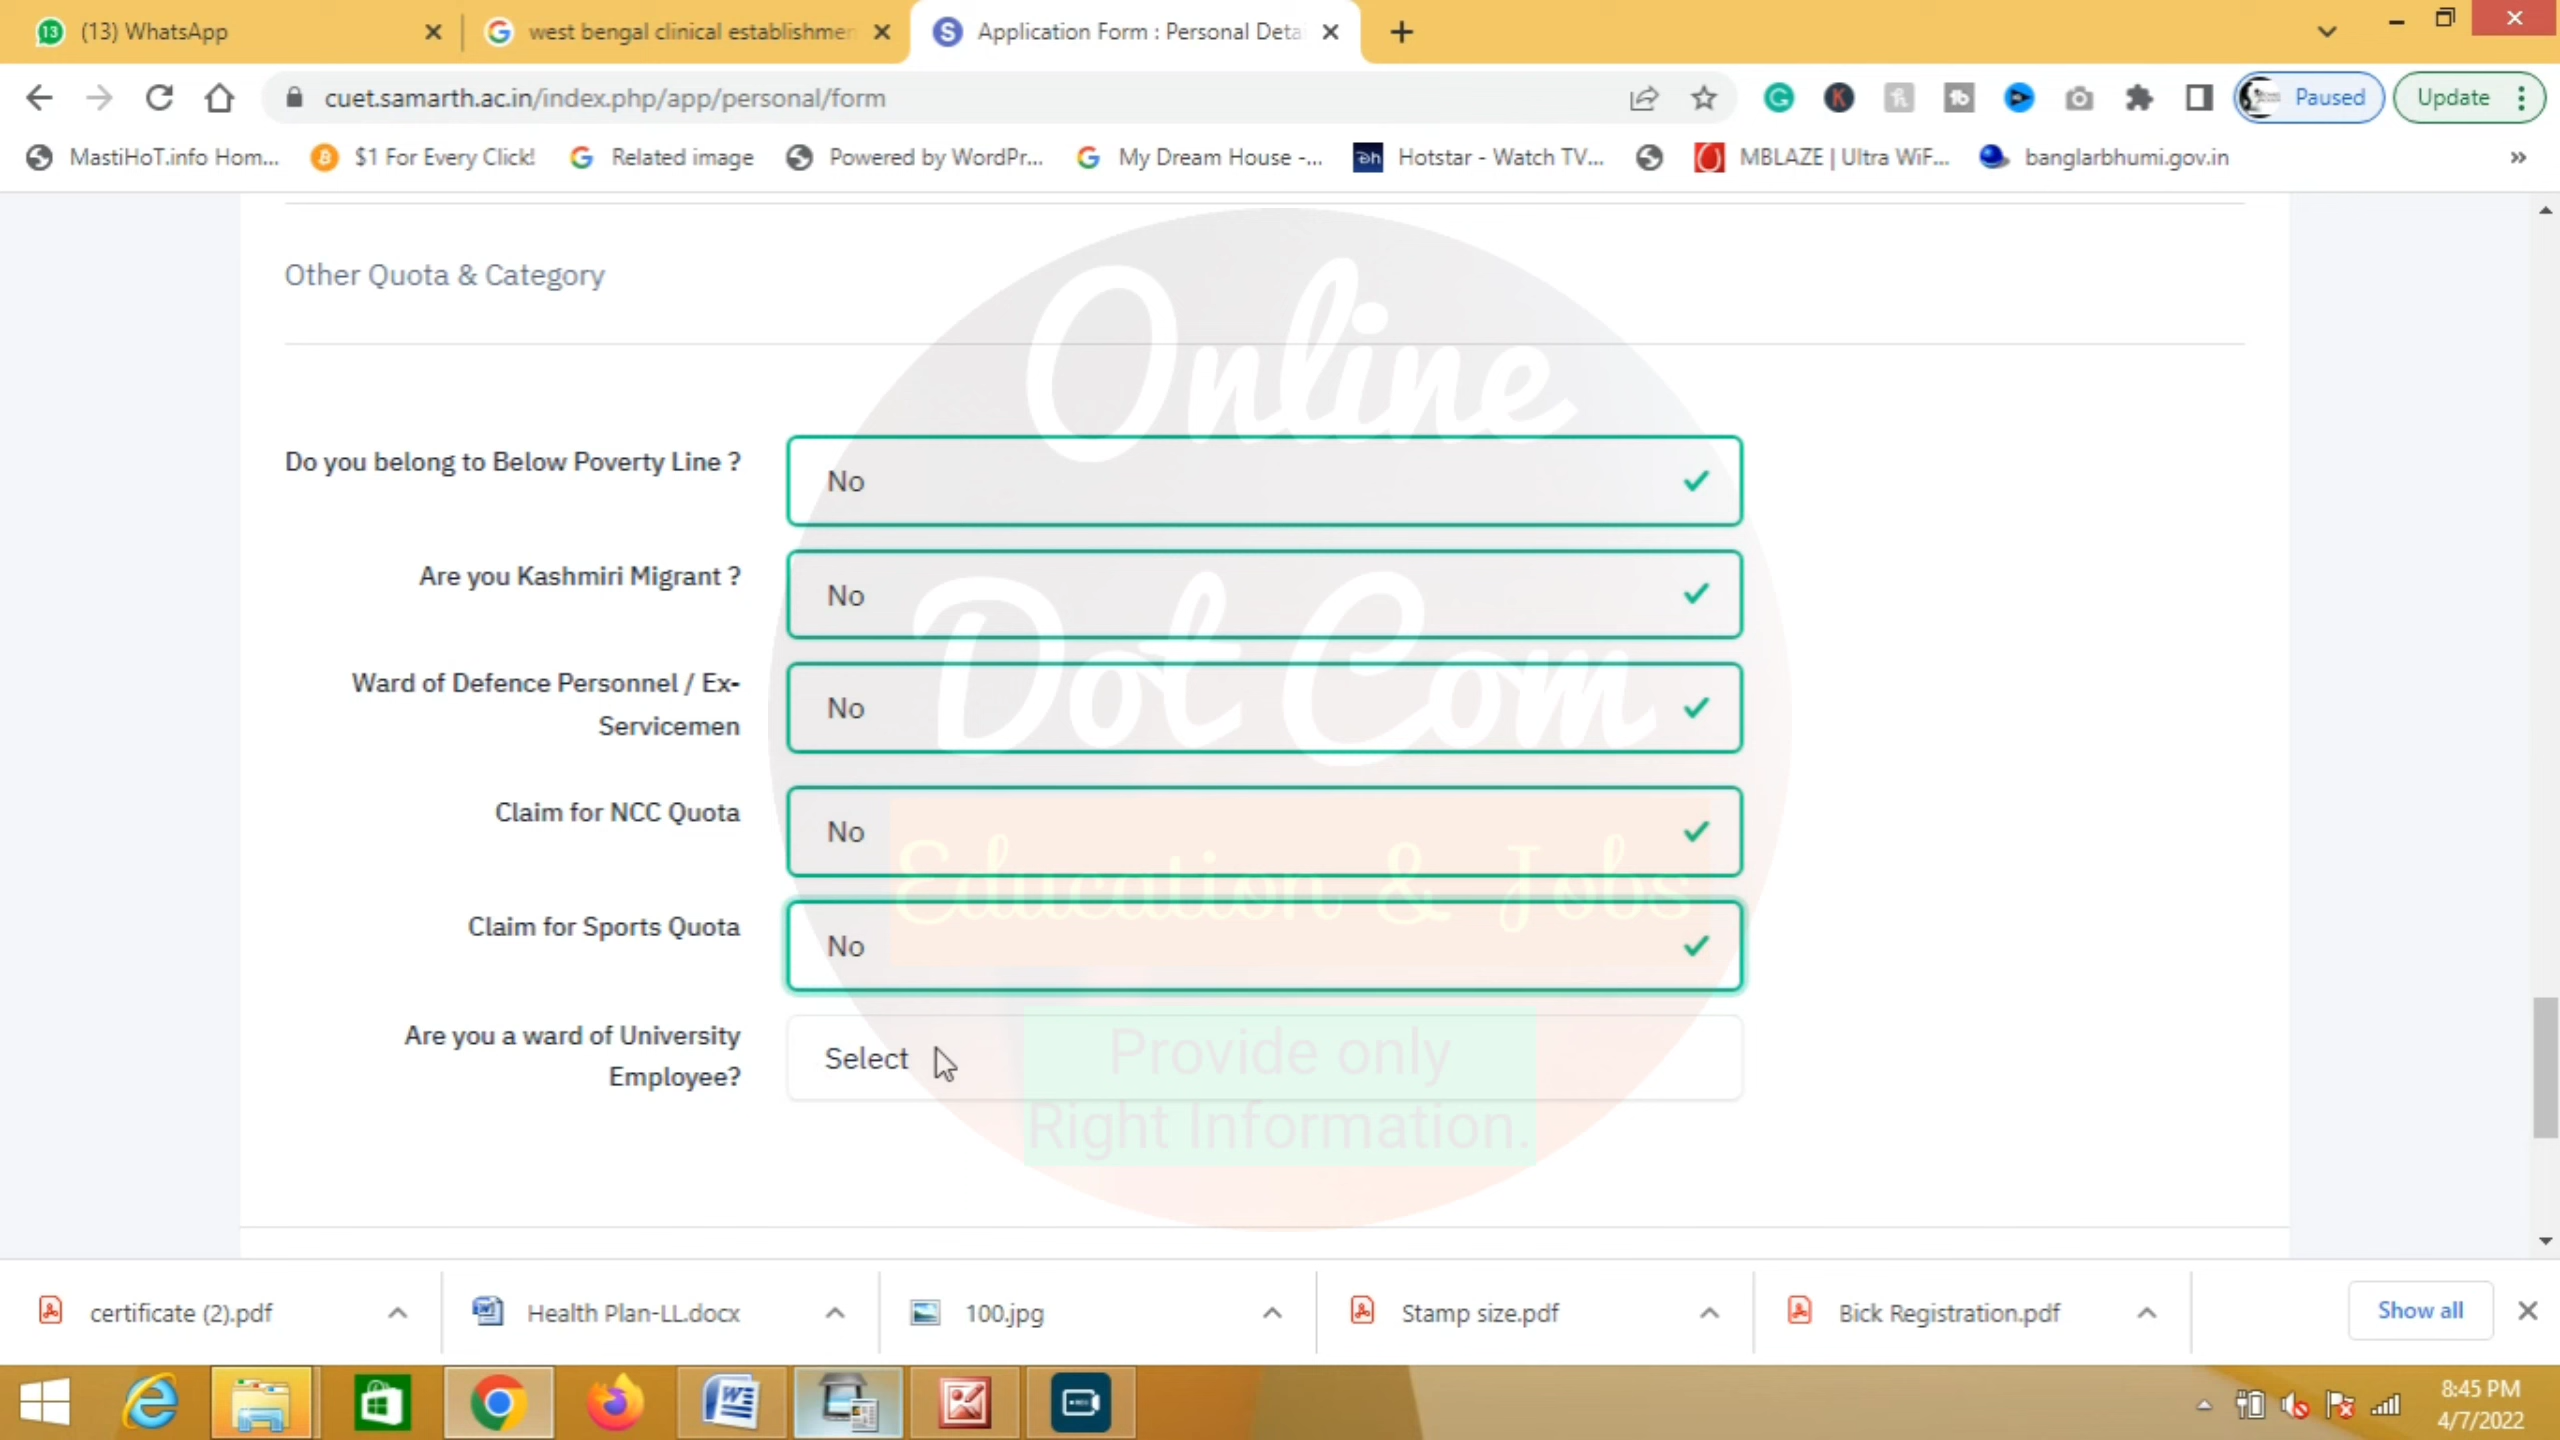 (13) WhatsApp
west bengal clinical establishmen
Application Form : Personal Deta
cuet.samarth.ac.in/index.php/app/personal/form
Paused
Update
MastiHoT.info Hom...
$1 For Every Click!
Related image
Powered by WordPr...
My Dream House -...
Hotstar - Watch TV...
MBLAZE | Ultra WiF...
banglarbhumi.gov.in
»
Other Quota & Category
Online
Dot Com
Education & Jobs
Provide only
Right Information.
Do you belong to Below Poverty Line ?
No
Are you Kashmiri Migrant ?
No
Ward of Defence Personnel / Ex-
Servicemen
No
Claim for NCC Quota
No
Claim for Sports Quota
No
Are you a ward of University
Employee?
Select
certificate (2).pdf
Health Plan-LL.docx
100.jpg
Stamp size.pdf
Bick Registration.pdf
Show all
8:45 PM
4/7/2022